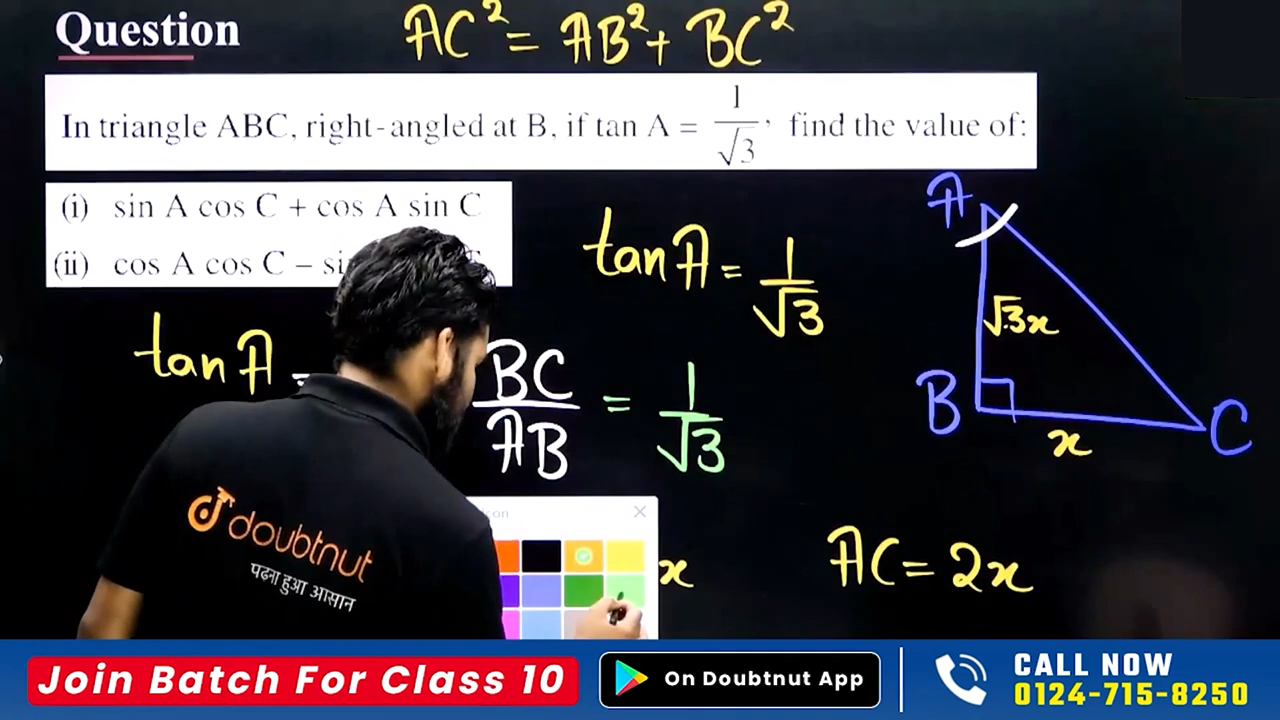 Question
AC² = AB² + BC²
In triangle ABC, right-angled at B, if tan A = 1/√3, find the value of:
(i) sin A cos C + cos A sin C
(ii) cos A cos C – 
tan A = 1/√3
A
√3x
B
x
C
tan A = BC/AB = 1/√3
x
AC = 2x
doubtnut
पढ़ना हुआ आसान
Join Batch For Class 10
On Doubtnut App
CALL NOW
0124-715-8250